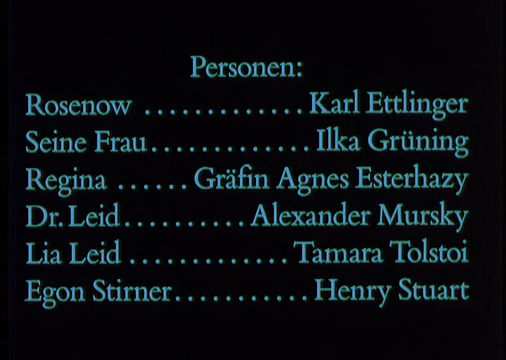 Personen:
Rosenow ............. Karl Ettlinger
Seine Frau ............. Ilka Grüning
Regina ...... Gräfin Agnes Esterhazy
Dr. Leid .......... Alexander Mursky
Lia Leid ............. Tamara Tolstoi
Egon Stirner ........... Henry Stuart